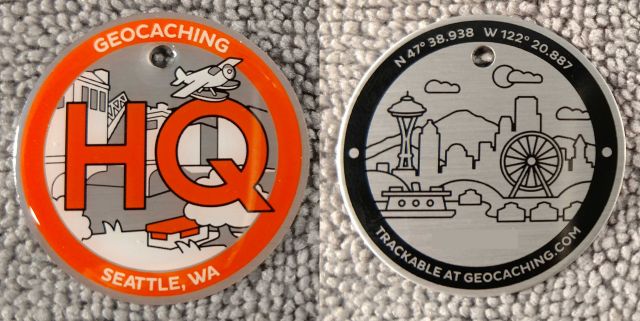 GEOCACHING
HQ
SEATTLE, WA
N 47° 38.938 W 122° 20.887
TRACKABLE AT GEOCACHING.COM